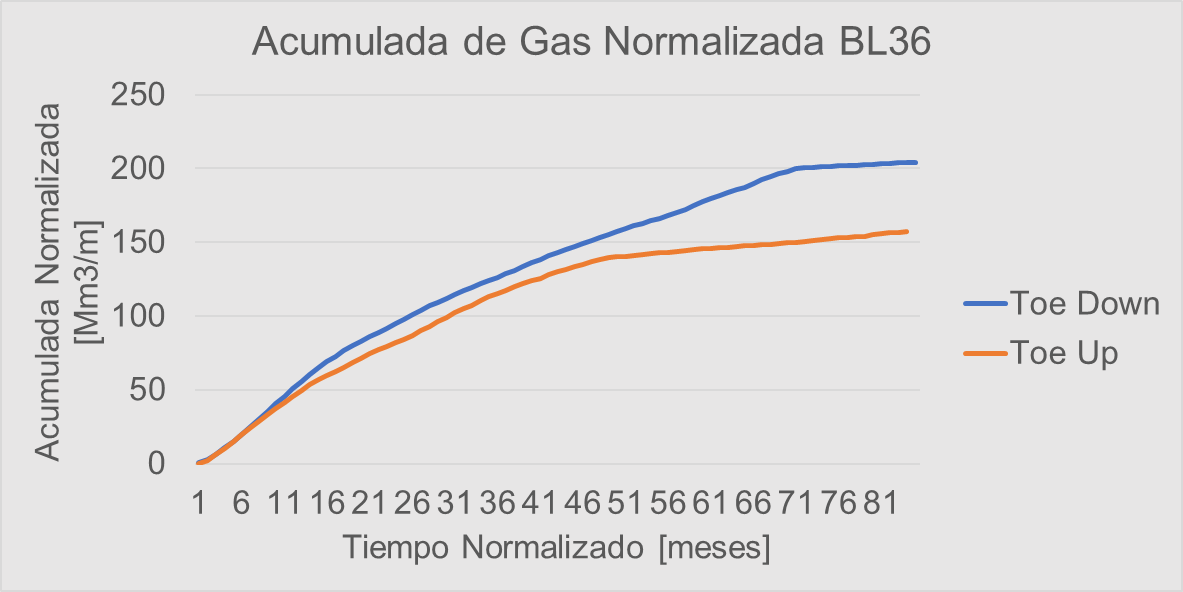 Acumulada de Gas Normalizada BL36
Acumulada Normalizada
[Mm3/m]
250
200
150
100
50
0
1 6 11 16 21 26 31 36 41 46 51 56 61 66 71 76 81
Tiempo Normalizado [meses]
Toe Down
Toe Up